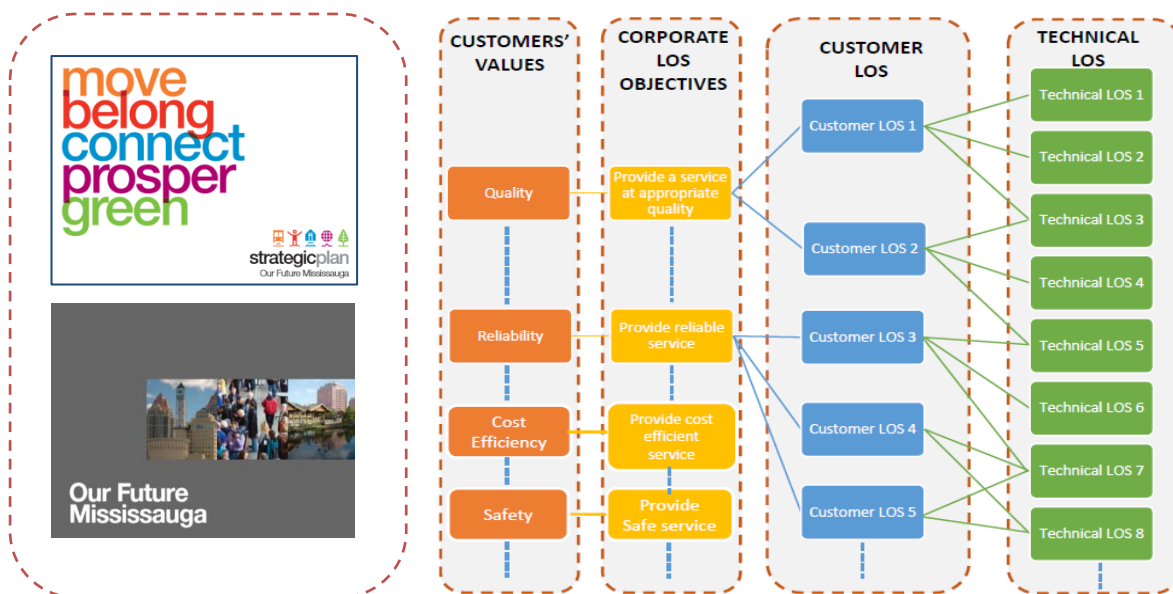 move
belong
connect
prosper
green
strategicplan
Our Future Mississauga
Our Future
Mississauga
CUSTOMERS'
VALUES
Quality
Reliability
Cost
Efficiency
Safety
CORPORATE
LOS
OBJECTIVES
Provide a service
at appropriate
quality
Provide reliable
service
Provide cost
efficient
service
Provide
Safe service
CUSTOMER
LOS
Customer LOS 1
Customer LOS 2
Customer LOS 3
Customer LOS 4
Customer LOS 5
TECHNICAL
LOS
Technical LOS 1
Technical LOS 2
Technical LOS 3
Technical LOS 4
Technical LOS 5
Technical LOS 6
Technical LOS 7
Technical LOS 8